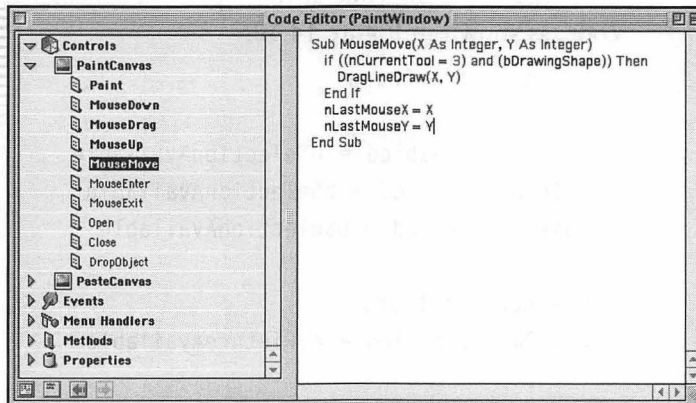 Code Editor (PaintWindow)
Controls
PaintCanvas
Paint
MouseDown
MouseDrag
MouseUp
MouseMove
MouseEnter
MouseExit
Open
Close
DropObject
PasteCanvas
Events
Menu Handlers
Methods
Properties
Sub MouseMove(X As Integer, Y As Integer)
if ((nCurrentTool = 3) and (bDrawingShape)) Then
DragLineDraw(X, Y)
End If
nLastMouseX = X
nLastMouseY = Y
End Sub